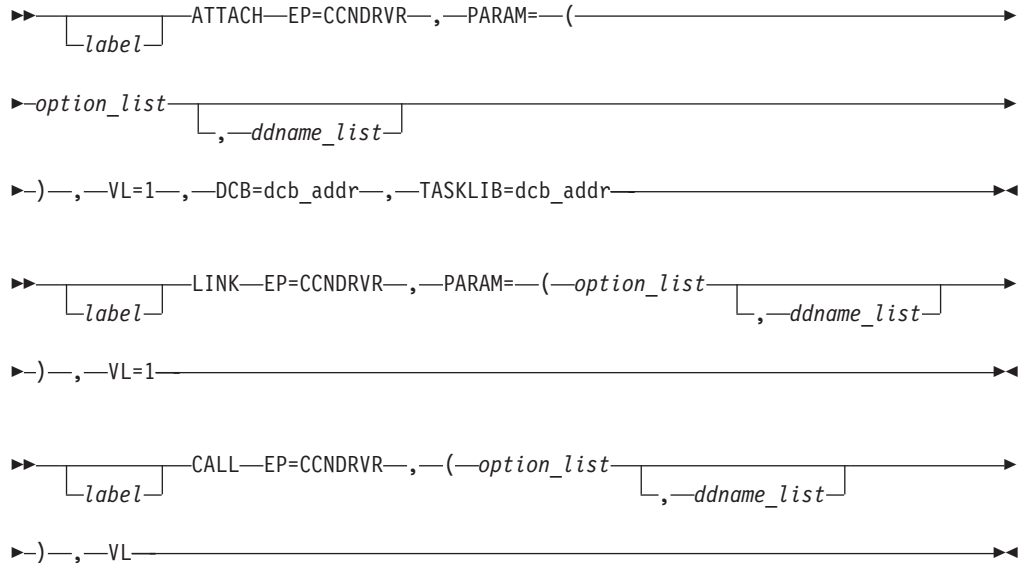 ATTACH EP=CCNDRVR , PARAM= (
label
option_list
, ddname_list
) , VL=1 , DCB=dcb_addr , TASKLIB=dcb_addr
LINK EP=CCNDRVR , PARAM= ( option_list
label
, ddname_list
) , VL=1
CALL EP=CCNDRVR , ( option_list
label
, ddname_list
) , VL